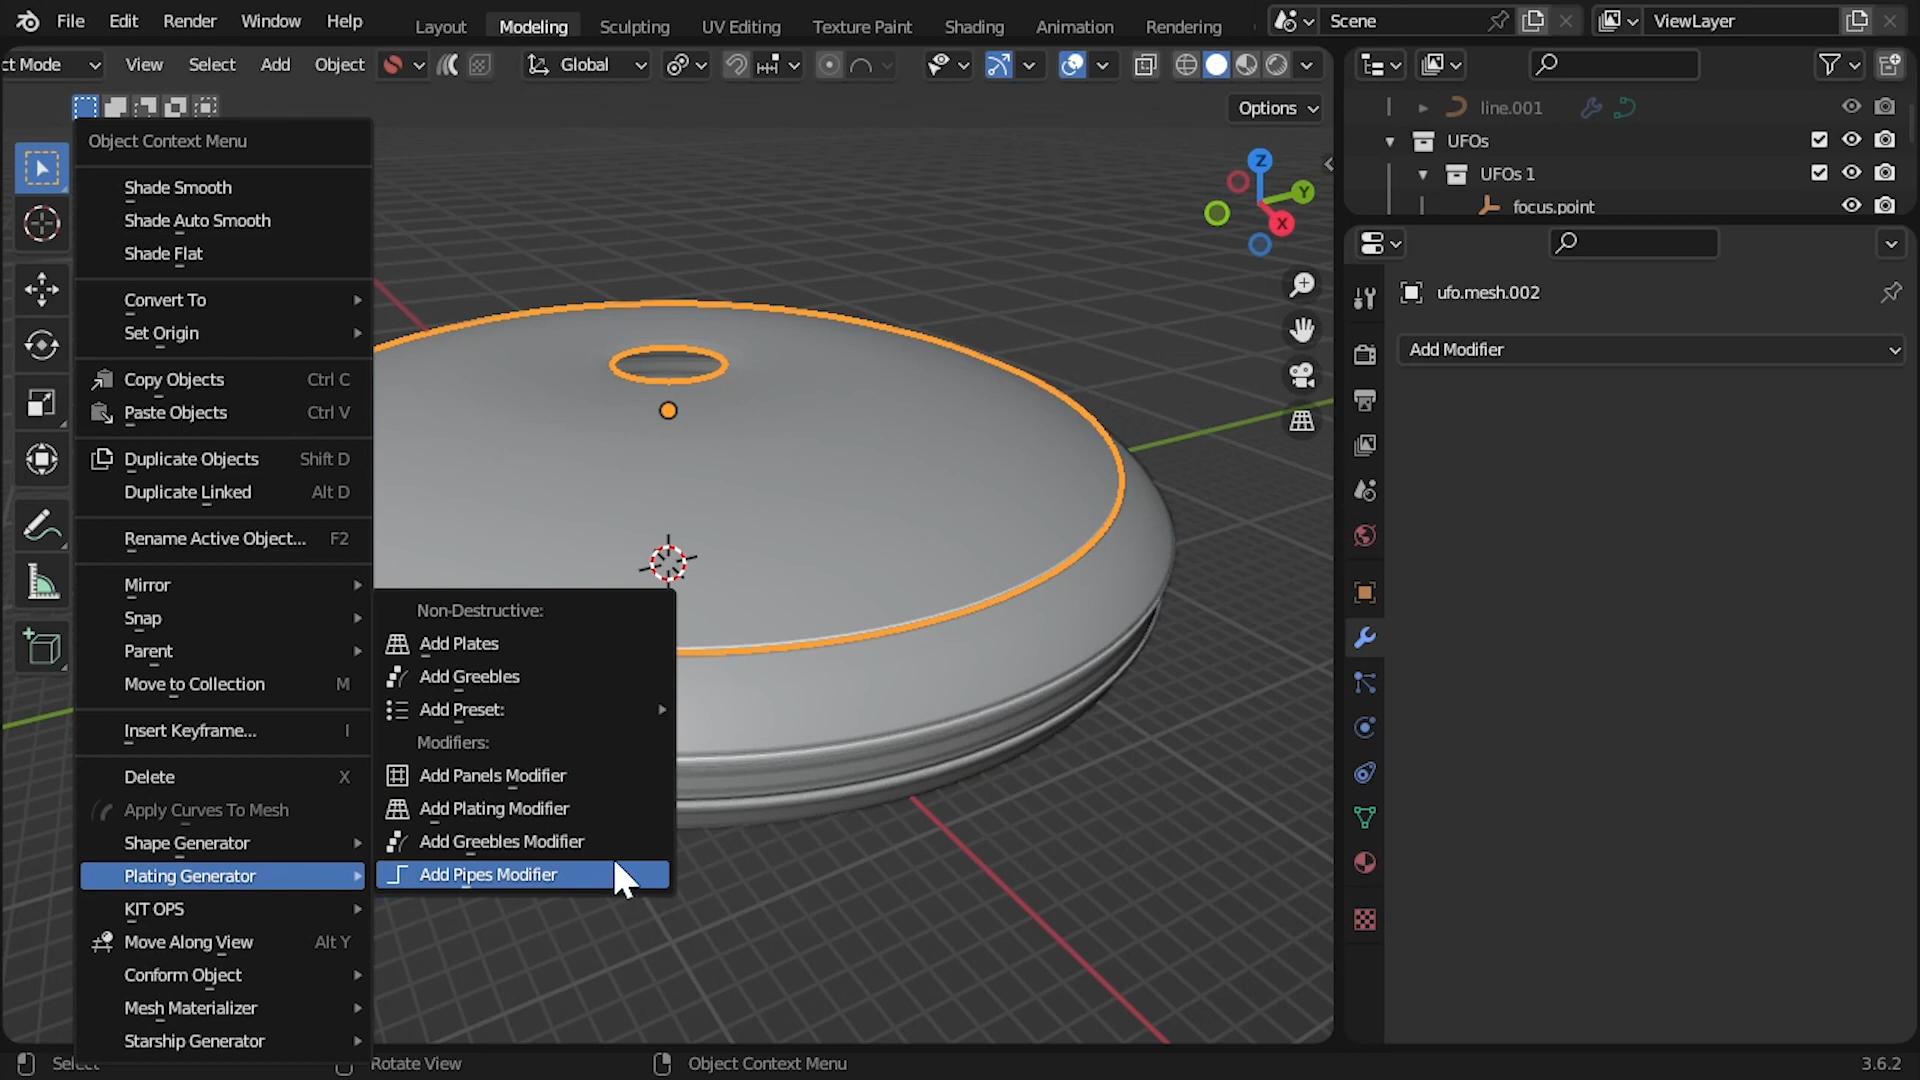 File Edit Render Window Help Layout Modeling Sculpting UV Editing Texture Paint Shading Animation Rendering Scene ViewLayer
ct Mode View Select Add Object Global
Options
Object Context Menu
Shade Smooth
Shade Auto Smooth
Shade Flat
Convert To
Set Origin
Copy Objects Ctrl C
Paste Objects Ctrl V
Duplicate Objects Shift D
Duplicate Linked Alt D
Rename Active Object... F2
Mirror
Snap
Parent
Move to Collection M
Insert Keyframe... I
Delete X
Apply Curves To Mesh
Shape Generator
Plating Generator
KIT OPS
Move Along View Alt Y
Conform Object
Mesh Materializer
Starship Generator
Non-Destructive:
Add Plates
Add Greebles
Add Preset:
Modifiers:
Add Panels Modifier
Add Plating Modifier
Add Greebles Modifier
Add Pipes Modifier
Z
Y
X
line.001
UFOs
UFOs 1
focus.point
ufo.mesh.002
Add Modifier
Select Rotate View Object Context Menu 3.6.2